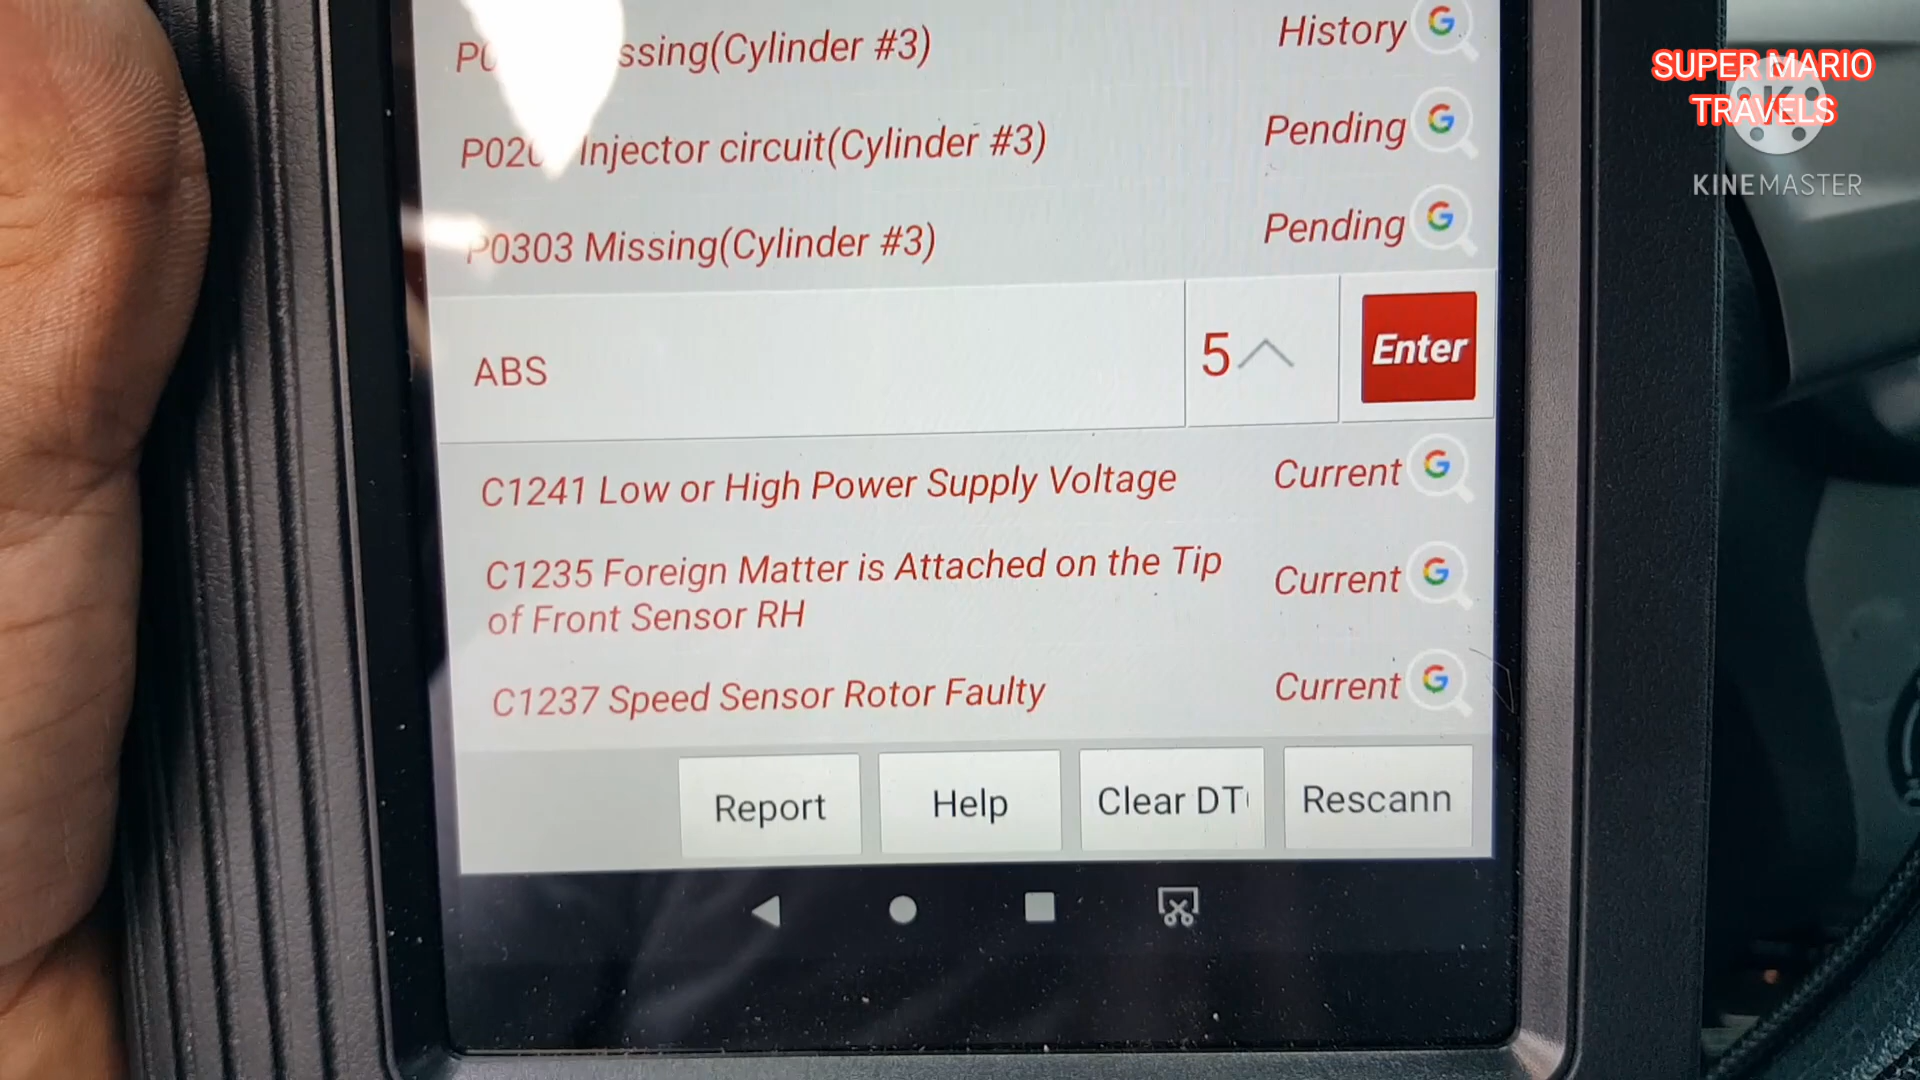 ssing(Cylinder #3) History
SUPER MARIO
TRAVELS
KINEMASTER
Injector circuit(Cylinder #3) Pending
P0303 Missing(Cylinder #3) Pending
ABS 5 Enter
C1241 Low or High Power Supply Voltage Current
C1235 Foreign Matter is Attached on the Tip
of Front Sensor RH Current
C1237 Speed Sensor Rotor Faulty Current
Report Help Clear DT Rescann